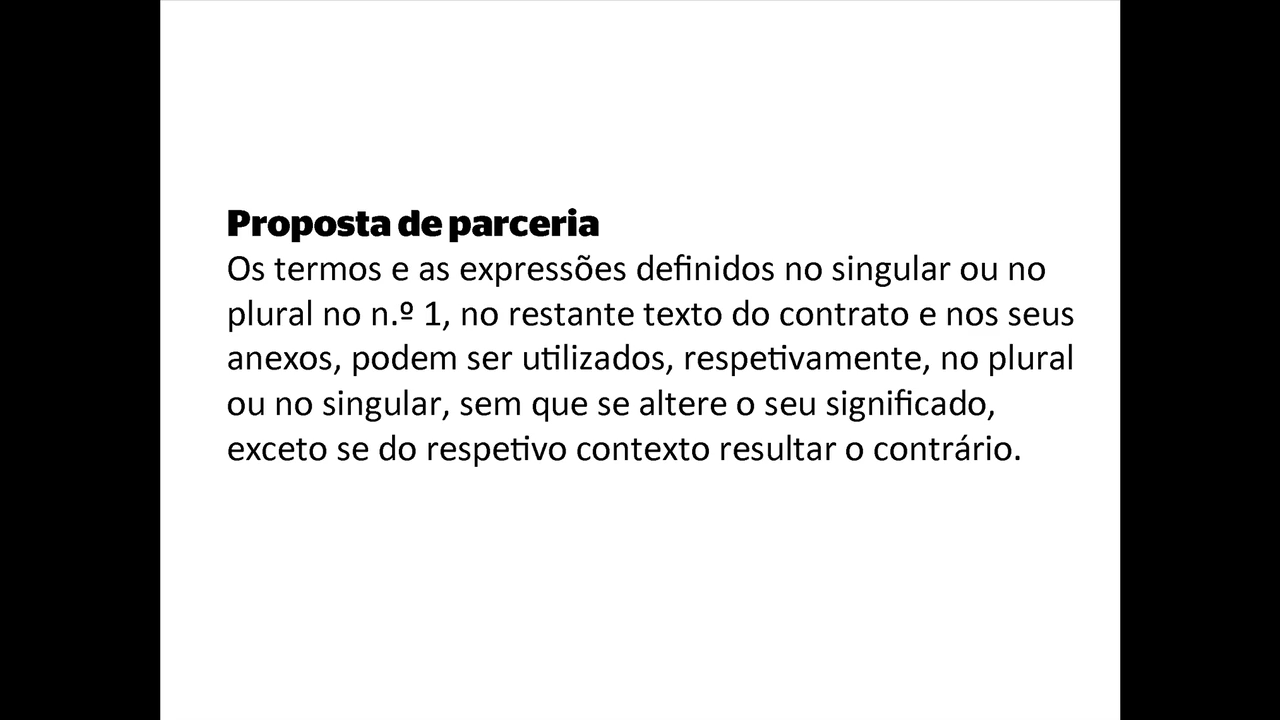 Proposta de parceria
Os termos e as expressões definidos no singular ou no
plural no n.º 1, no restante texto do contrato e nos seus
anexos, podem ser utilizados, respetivamente, no plural
ou no singular, sem que se altere o seu significado,
exceto se do respetivo contexto resultar o contrário.